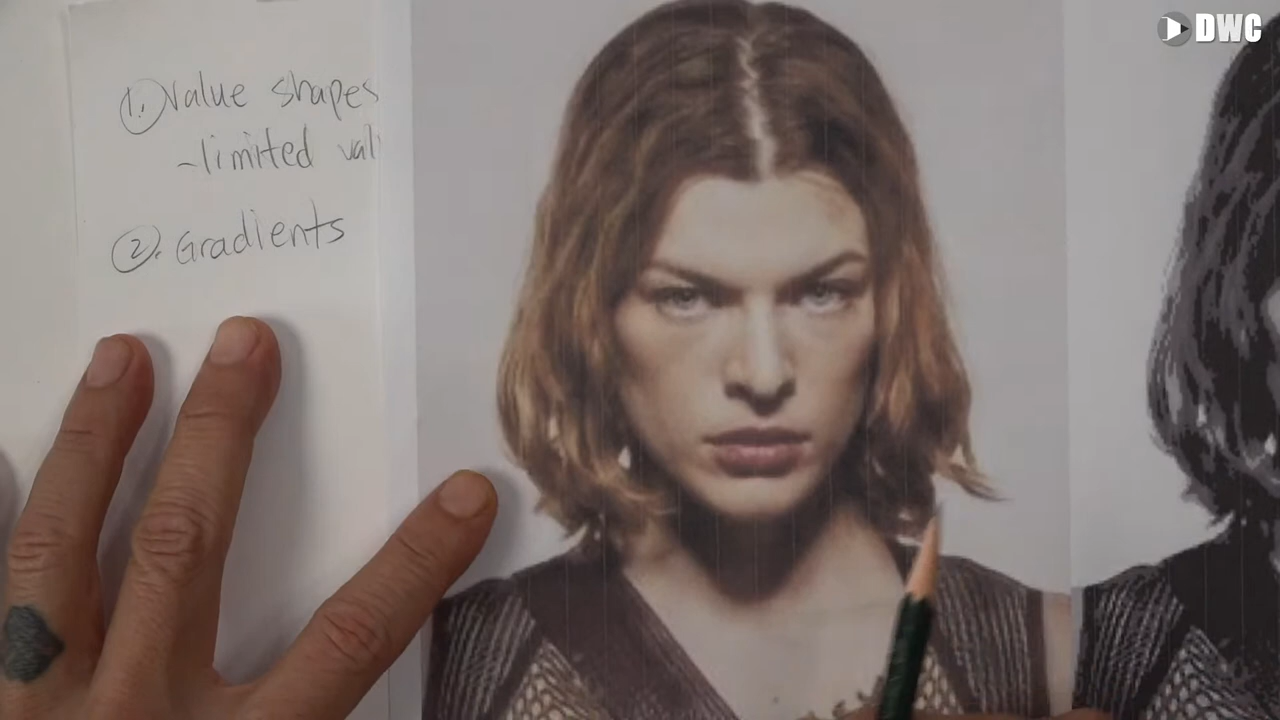 1. Value shapes
- limited
2. Gradients
DWC